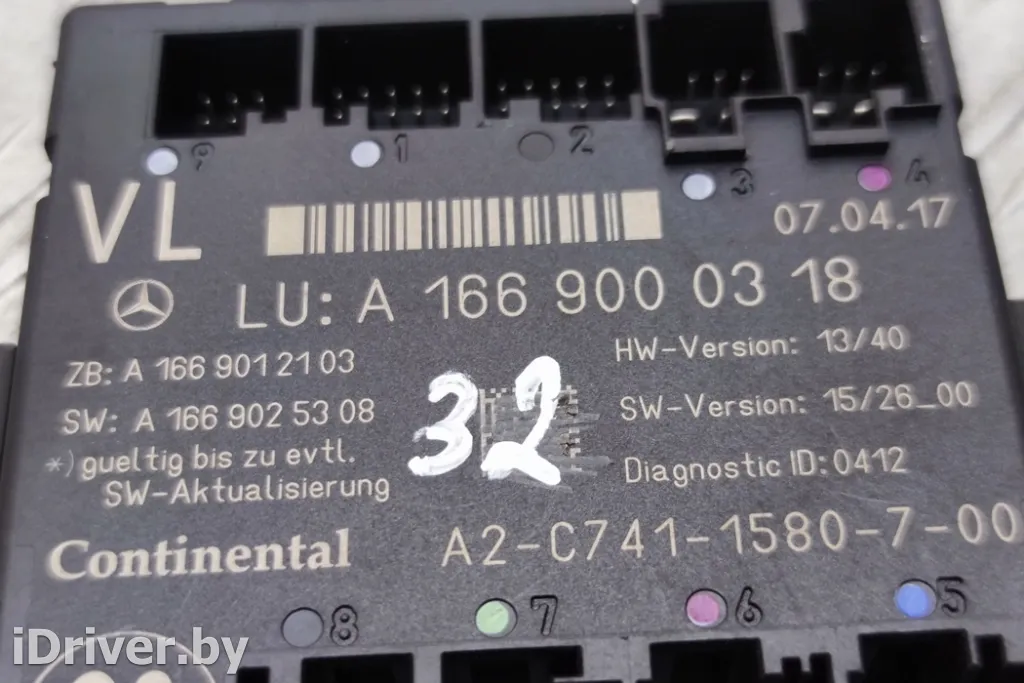 9 1 2 3 4
VL
07.04.17
LU: A 166 900 03 18
ZB: A 166 901 21 03
HW-Version: 13/40
SW: A 166 902 53 08
32
SW-Version: 15/26_00
*) gueltig bis zu evtl.
SW-Aktualisierung
Diagnostic ID: 0412
Continental
A2-C741-1580-7-00
8 7 6 5
iDriver.by